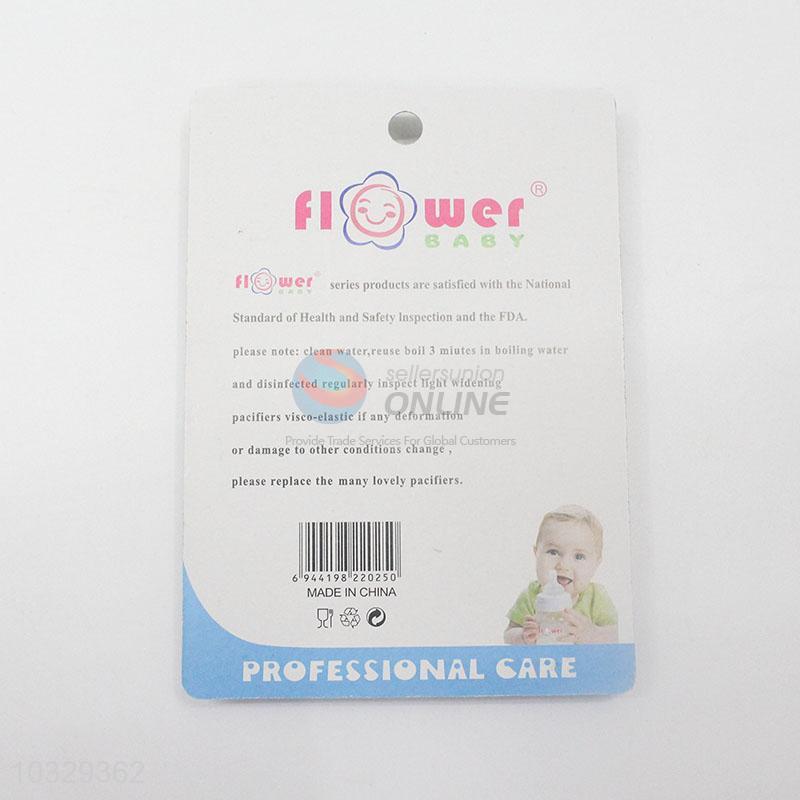 flower ®
BABY
flower BABY ® series products are satisfied with the National
Standard of Health and Safety Inspection and the FDA.
please note: clean water,reuse boil 3 miutes in boiling water
and disinfected regularly inspect light widening
pacifiers visco-elastic if any deformation
or damage to other conditions change ,
please replace the many lovely pacifiers.
sellersunion
ONLINE
Provide Trade Services For Global Customers
6 944198 220250
MADE IN CHINA
flower
PROFESSIONAL CARE
10329362